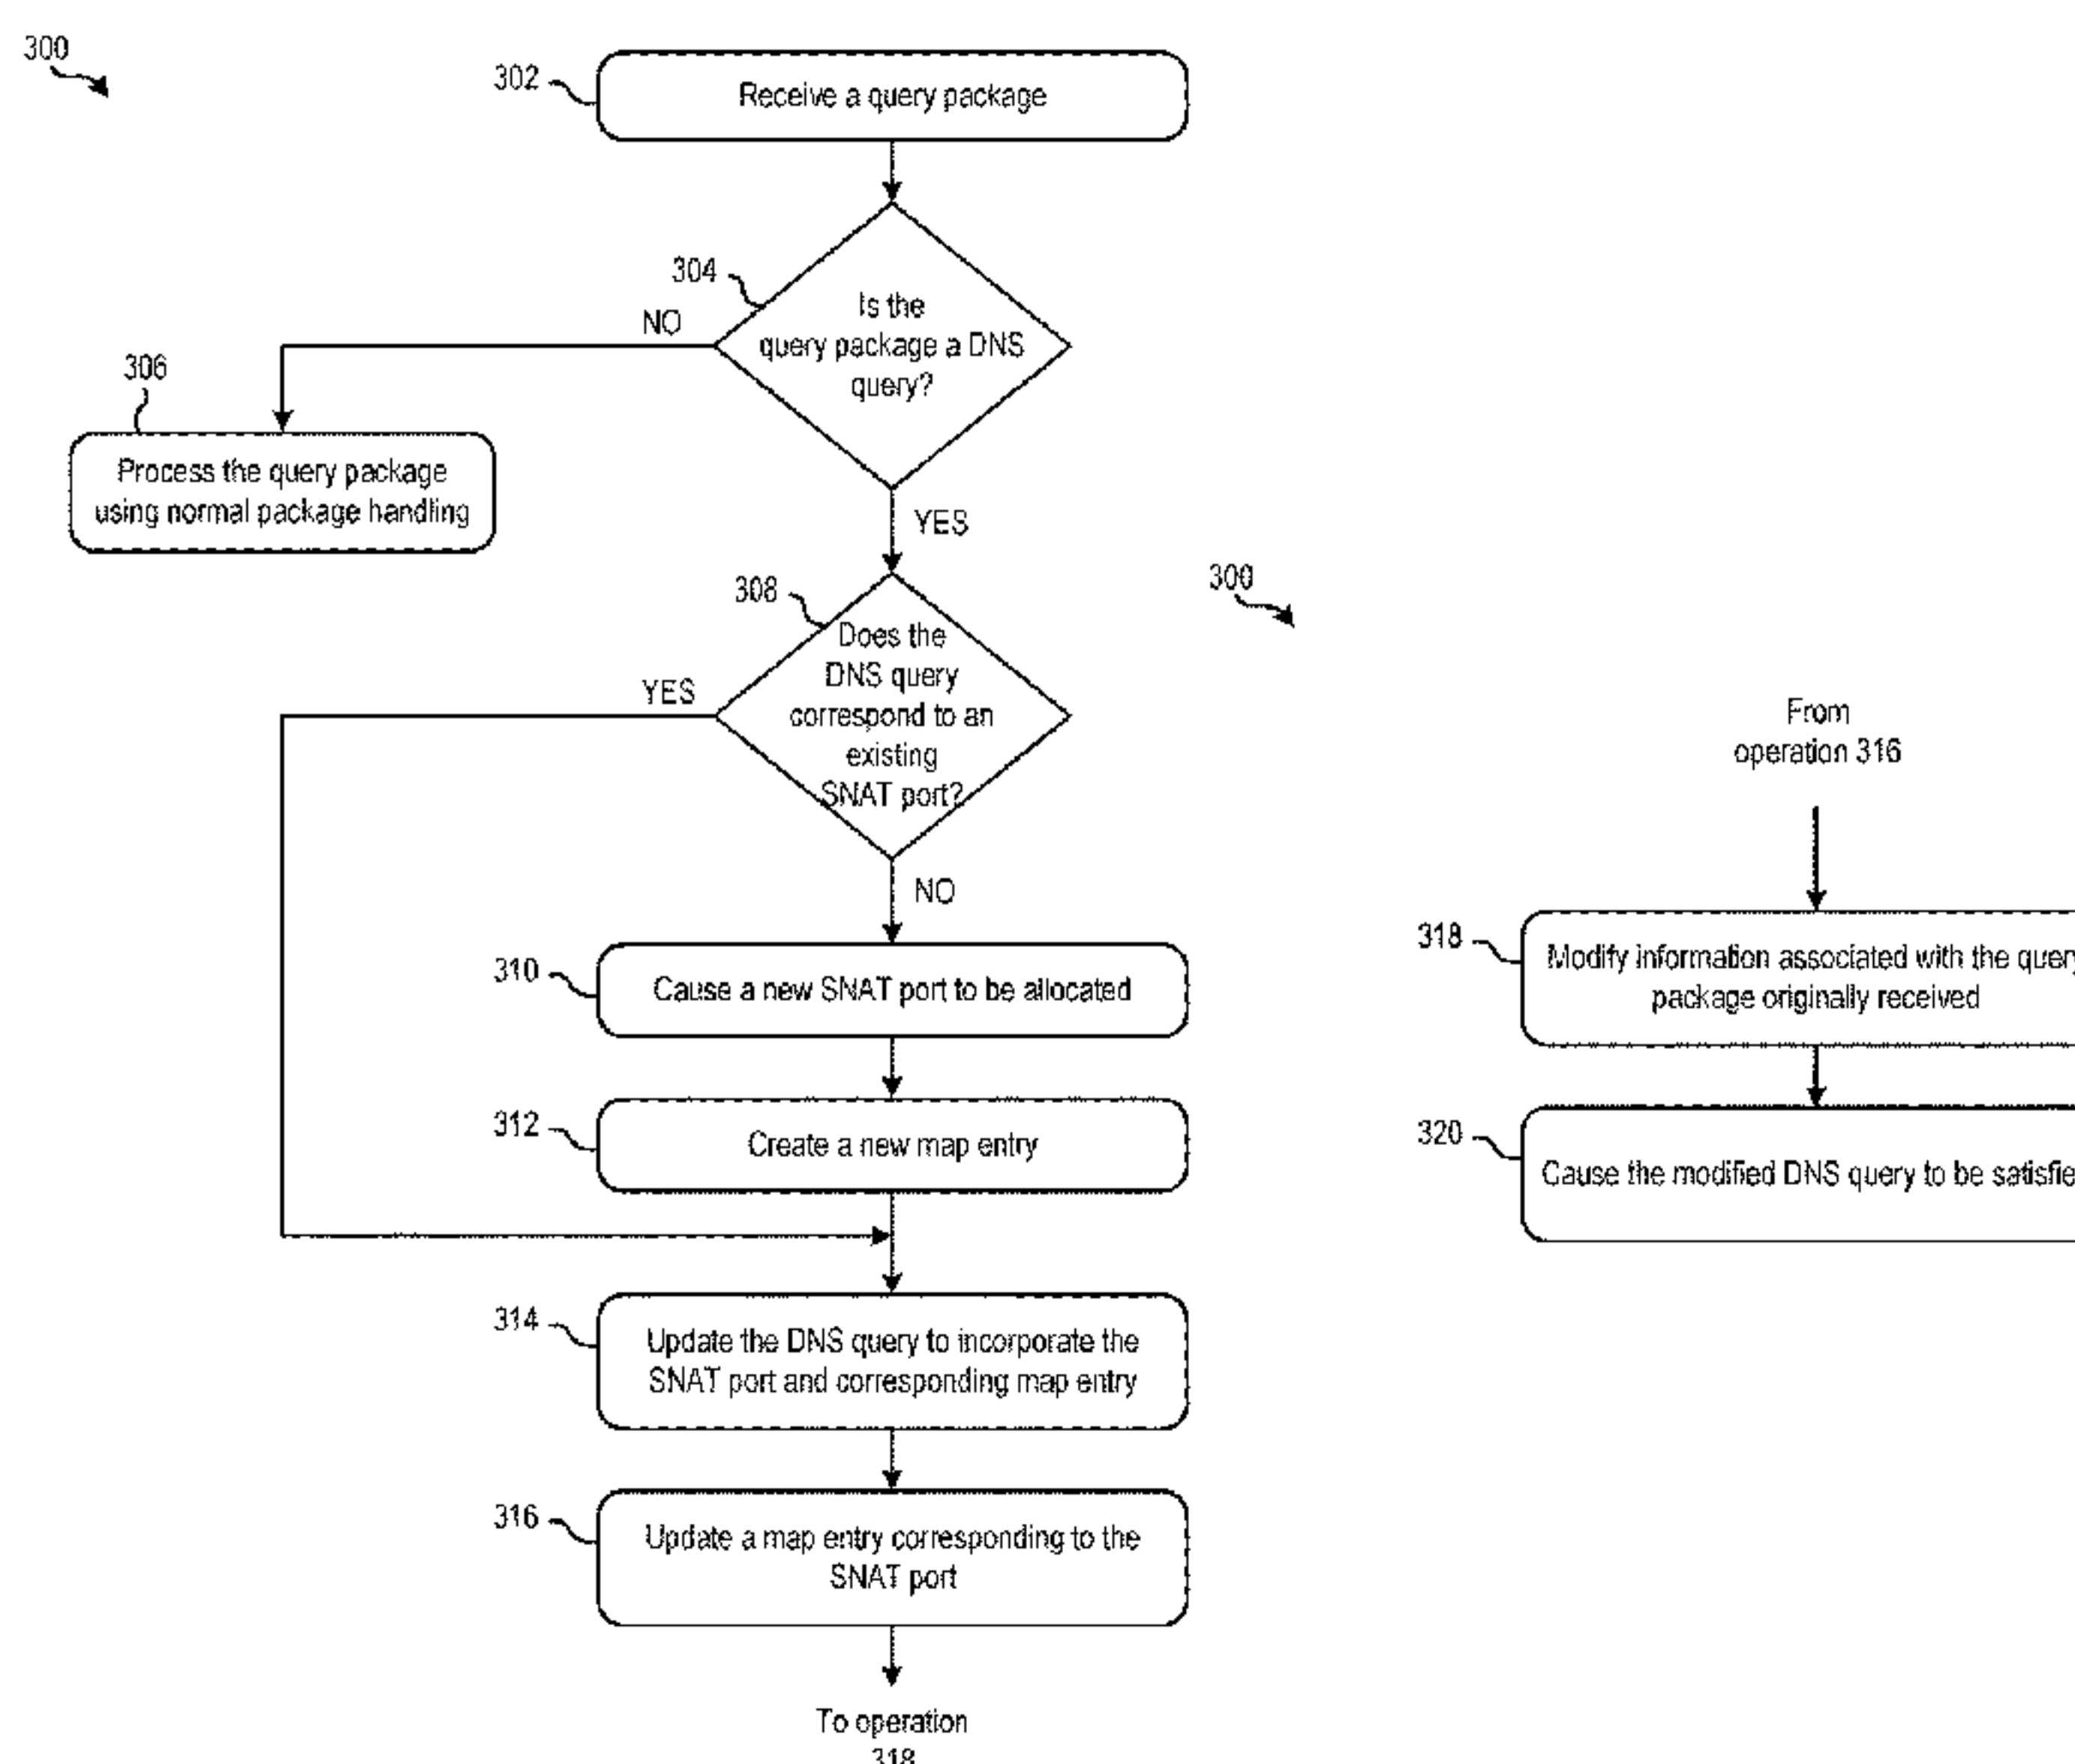 300
302
Receive a query package
304
Is the
query package a DNS
query?
NO
306
Process the query package
using normal package handling
YES
308
Does the
DNS query
correspond to an
existing
SNAT port?
YES
NO
310
Cause a new SNAT port to be allocated
312
Create a new map entry
314
Update the DNS query to incorporate the
SNAT port and corresponding map entry
316
Update a map entry corresponding to the
SNAT port
To operation
318
300
From
operation 316
318
Modify information associated with the query
package originally received
320
Cause the modified DNS query to be